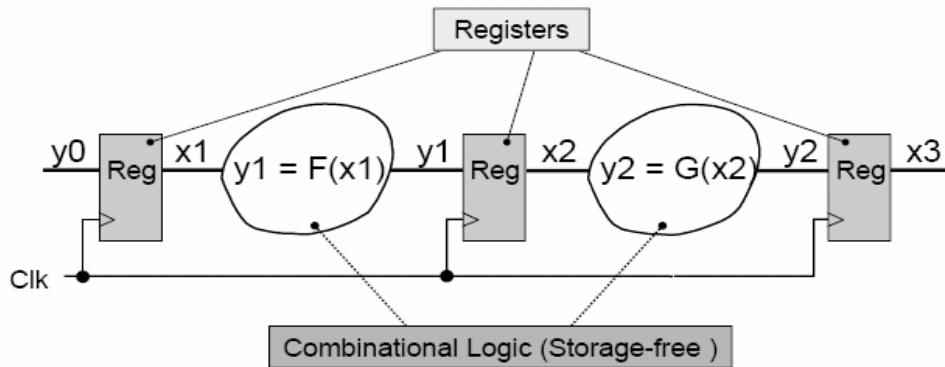 Registers
y0
Reg
x1
y1 = F(x1)
y1
Reg
x2
y2 = G(x2)
y2
Reg
x3
Clk
Combinational Logic (Storage-free )